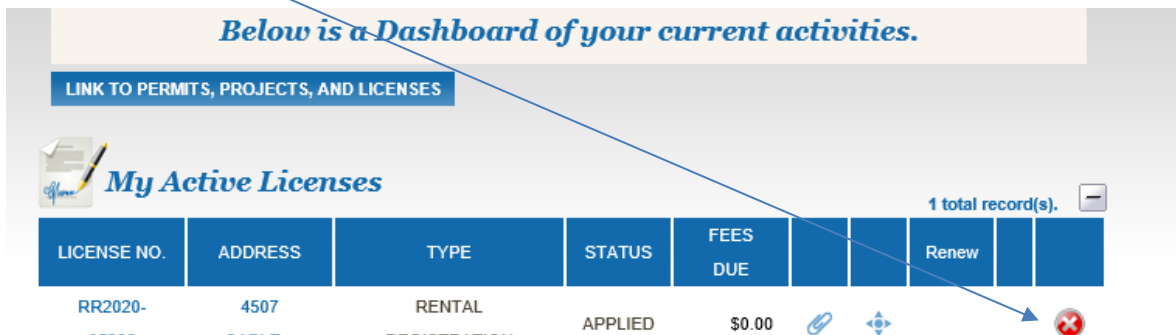 Below is a Dashboard of your current activities.
LINK TO PERMITS, PROJECTS, AND LICENSES
My Active Licenses
1 total record(s).
LICENSE NO. ADDRESS TYPE STATUS FEES DUE Renew
RR2020- 4507 RENTAL
APPLIED $0.00
REGISTRATION